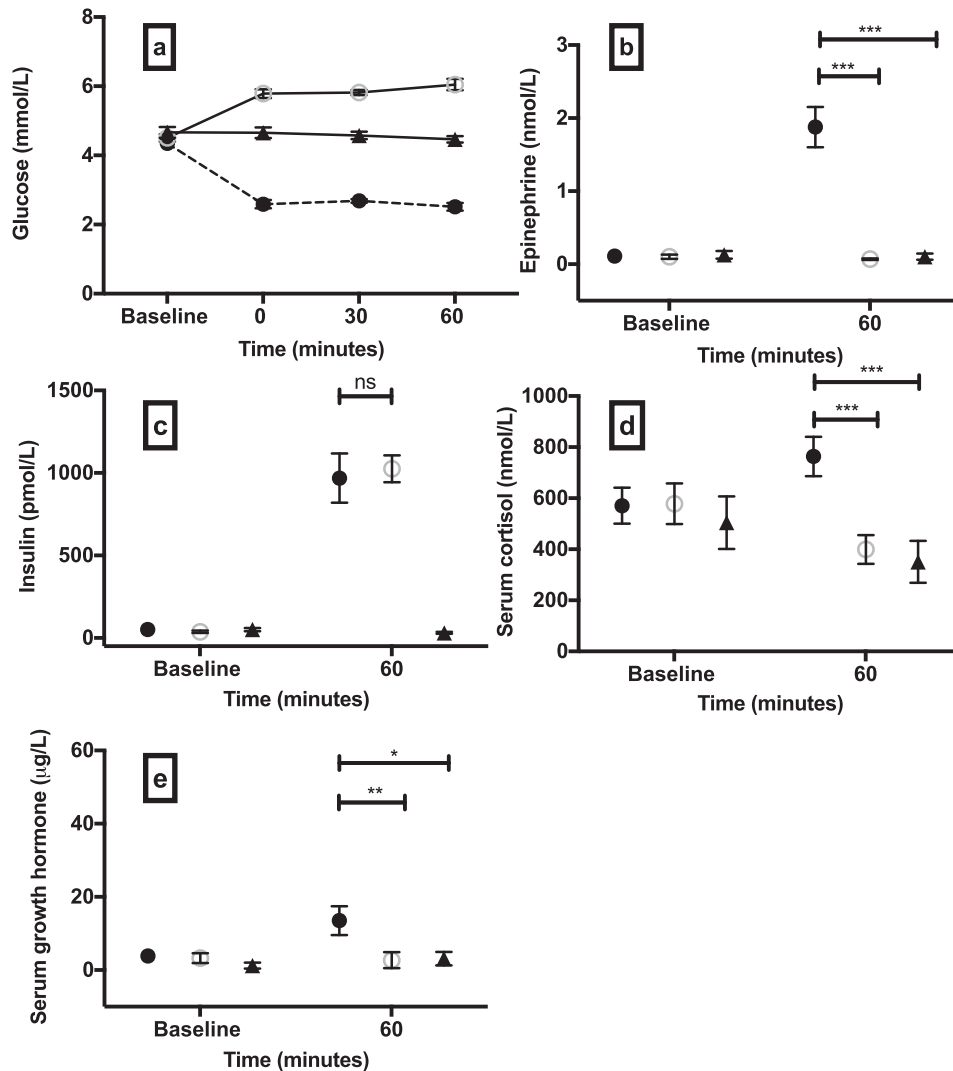 a
Glucose (mmol/L)
8
6
4
2
0
Baseline 0 30 60
Time (minutes)
b
Epinephrine (nmol/L)
3
2
1
0
***
***
Baseline 60
Time (minutes)
c
Insulin (pmol/L)
1500
1000
500
0
ns
Baseline 60
Time (minutes)
d
Serum cortisol (nmol/L)
1000
800
600
400
200
0
***
***
Baseline 60
Time (minutes)
e
Serum growth hormone (μg/L)
60
40
20
0
*
**
Baseline 60
Time (minutes)